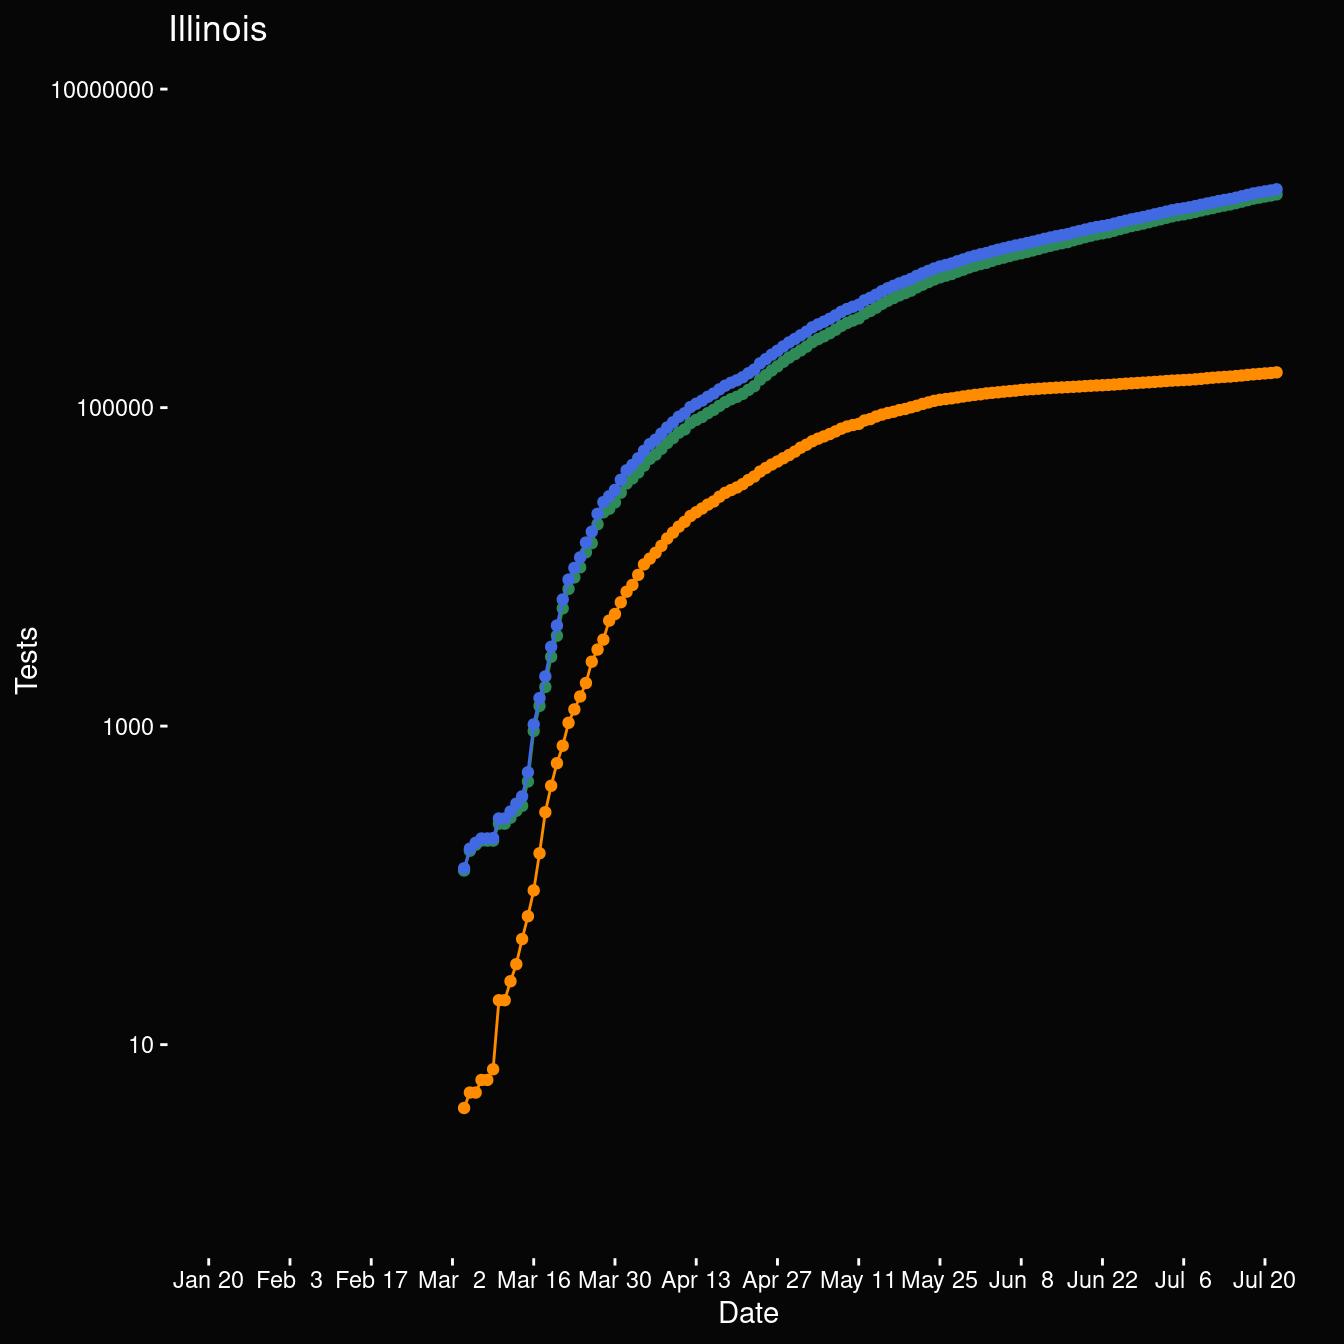 Illinois
10000000
100000
1000
10
Tests
Jan 20 Feb  3 Feb 17 Mar  2 Mar 16 Mar 30 Apr 13 Apr 27 May 11 May 25 Jun  8 Jun 22 Jul  6 Jul 20
Date